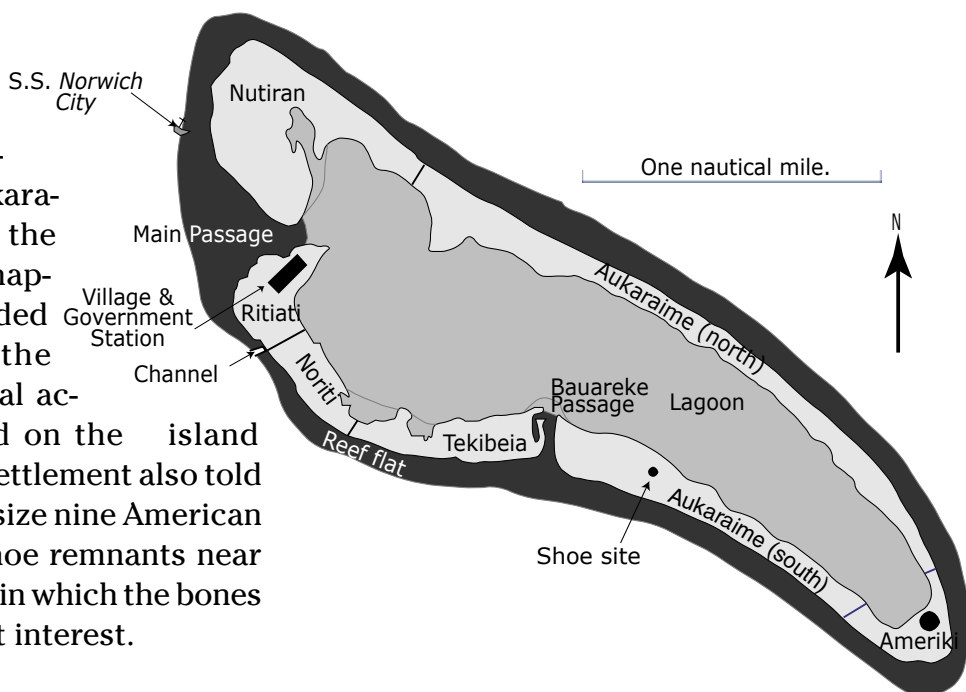 S.S. Norwich
City
Nutiran
One nautical mile.
N
Main Passage
Village &
Government
Station
Ritiati
Channel
Noriti
Reef flat
Tekibeia
Bauareke
Passage
Lagoon
Aukaraime (north)
Aukaraime (south)
Shoe site
Ameriki
-
kara-
the
nap-
ded
the
al ac-
d on the island
ettlement also told
size nine American
noe remnants near
in which the bones
t interest.